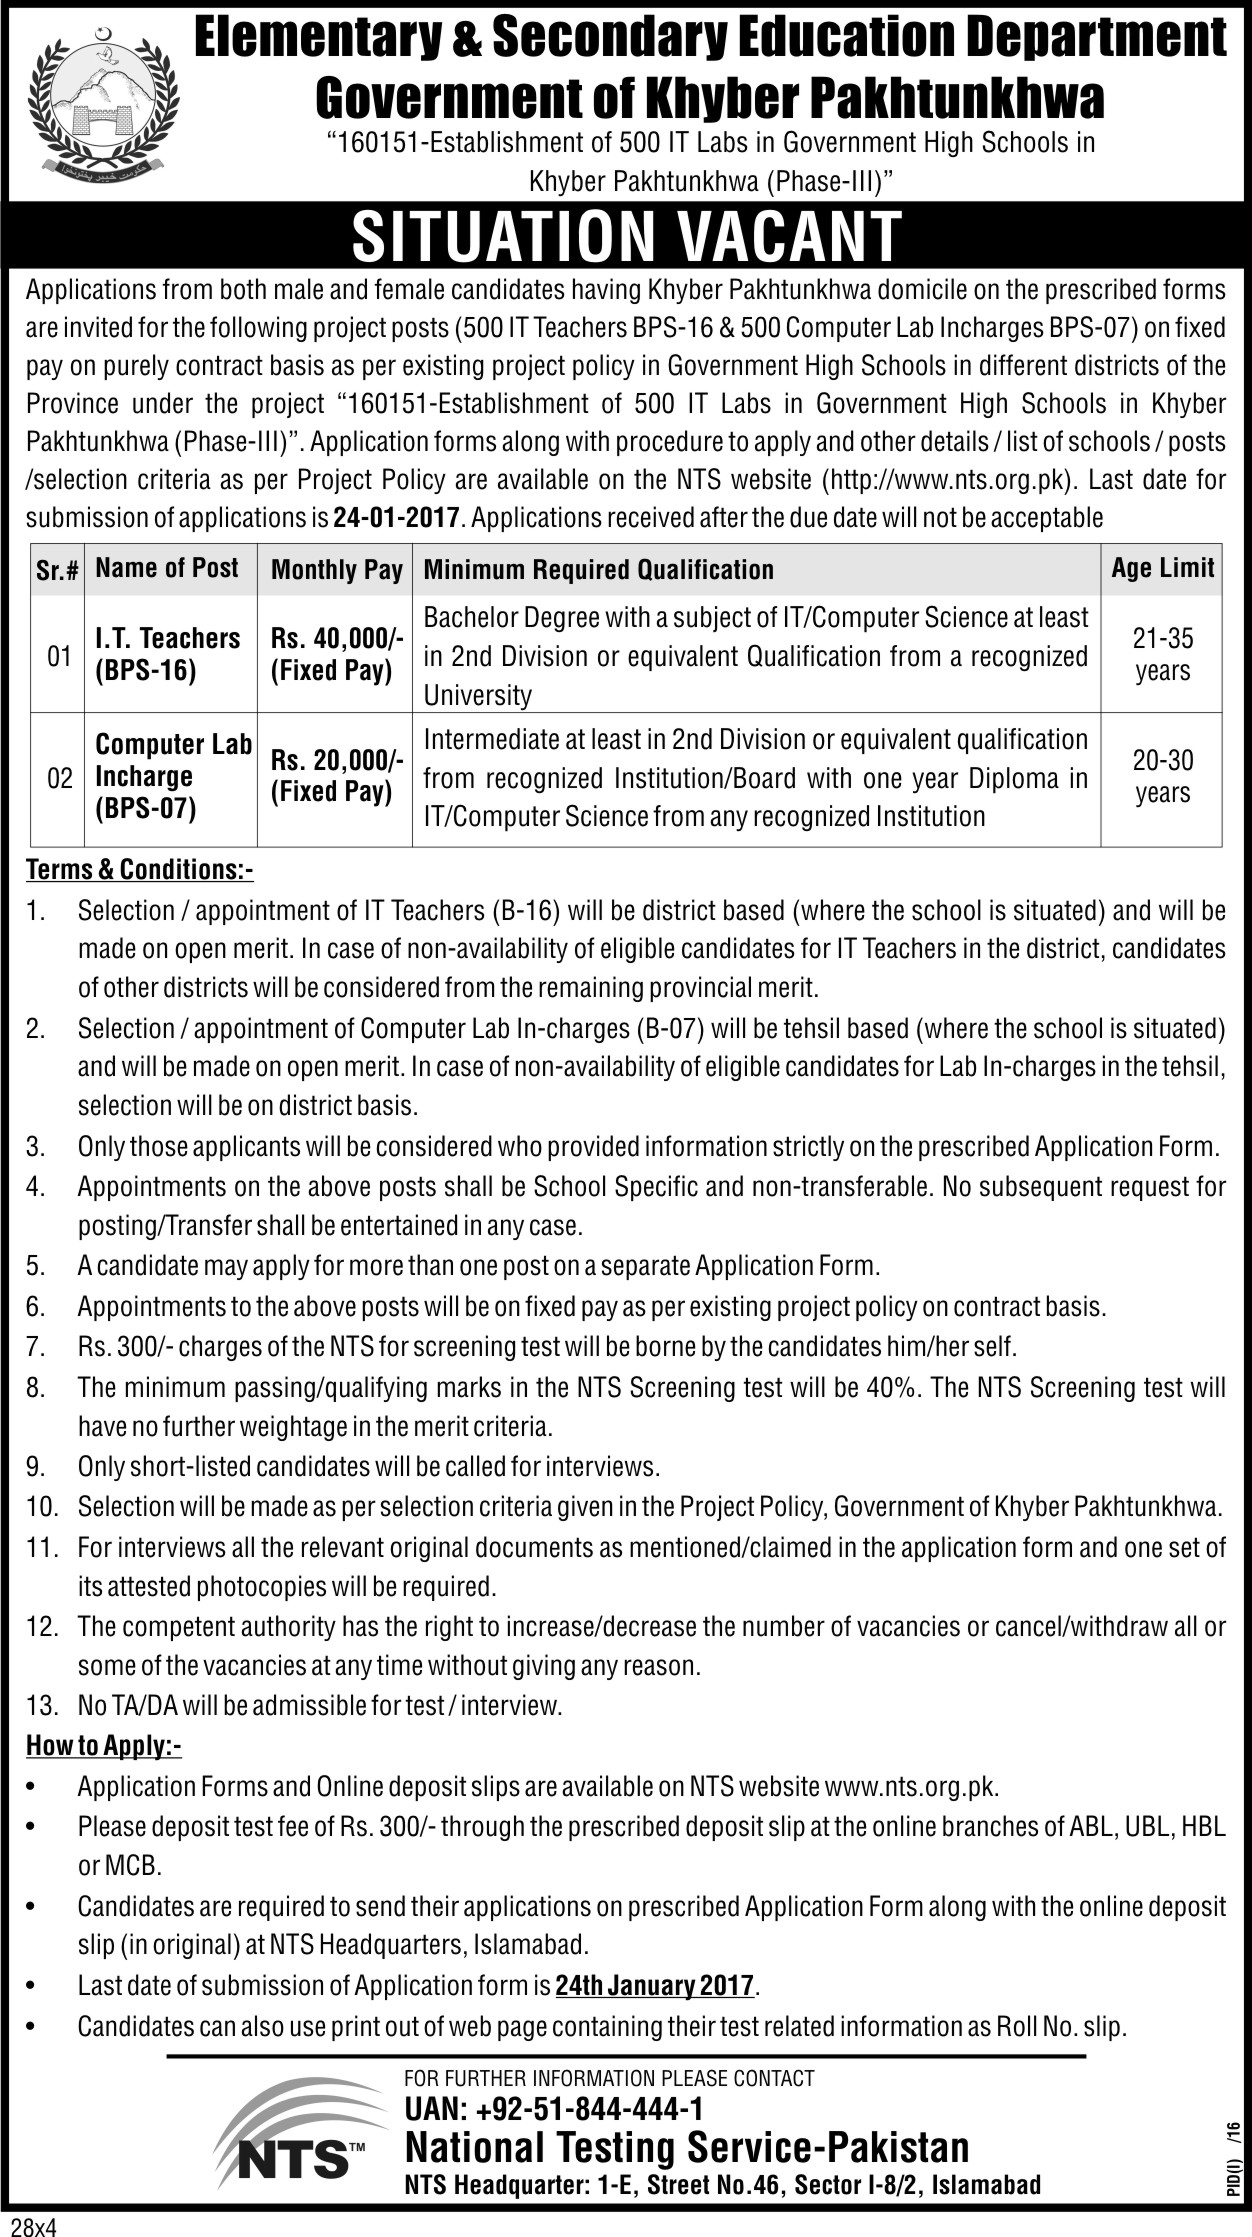 Elementary & Secondary Education Department
Government of Khyber Pakhtunkhwa
“160151-Establishment of 500 IT Labs in Government High Schools in
Khyber Pakhtunkhwa (Phase-III)”
حکومت خیبر پختونخوا
SITUATION VACANT
Applications from both male and female candidates having Khyber Pakhtunkhwa domicile on the prescribed forms
are invited for the following project posts (500 IT Teachers BPS-16 & 500 Computer Lab Incharges BPS-07) on fixed
pay on purely contract basis as per existing project policy in Government High Schools in different districts of the
Province under the project “160151-Establishment of 500 IT Labs in Government High Schools in Khyber
Pakhtunkhwa (Phase-III)”. Application forms along with procedure to apply and other details / list of schools / posts
/selection criteria as per Project Policy are available on the NTS website (http://www.nts.org.pk). Last date for
submission of applications is 24-01-2017. Applications received after the due date will not be acceptable
Sr.# Name of Post Monthly Pay Minimum Required Qualification Age Limit
01 I.T. Teachers (BPS-16) Rs. 40,000/- (Fixed Pay) Bachelor Degree with a subject of IT/Computer Science at least
in 2nd Division or equivalent Qualification from a recognized
University 21-35 years
02 Computer Lab Incharge (BPS-07) Rs. 20,000/- (Fixed Pay) Intermediate at least in 2nd Division or equivalent qualification
from recognized Institution/Board with one year Diploma in
IT/Computer Science from any recognized Institution 20-30 years
Terms & Conditions:-
1. Selection / appointment of IT Teachers (B-16) will be district based (where the school is situated) and will be
made on open merit. In case of non-availability of eligible candidates for IT Teachers in the district, candidates
of other districts will be considered from the remaining provincial merit.
2. Selection / appointment of Computer Lab In-charges (B-07) will be tehsil based (where the school is situated)
and will be made on open merit. In case of non-availability of eligible candidates for Lab In-charges in the tehsil,
selection will be on district basis.
3. Only those applicants will be considered who provided information strictly on the prescribed Application Form.
4. Appointments on the above posts shall be School Specific and non-transferable. No subsequent request for
posting/Transfer shall be entertained in any case.
5. A candidate may apply for more than one post on a separate Application Form.
6. Appointments to the above posts will be on fixed pay as per existing project policy on contract basis.
7. Rs. 300/- charges of the NTS for screening test will be borne by the candidates him/her self.
8. The minimum passing/qualifying marks in the NTS Screening test will be 40%. The NTS Screening test will
have no further weightage in the merit criteria.
9. Only short-listed candidates will be called for interviews.
10. Selection will be made as per selection criteria given in the Project Policy, Government of Khyber Pakhtunkhwa.
11. For interviews all the relevant original documents as mentioned/claimed in the application form and one set of
its attested photocopies will be required.
12. The competent authority has the right to increase/decrease the number of vacancies or cancel/withdraw all or
some of the vacancies at any time without giving any reason.
13. No TA/DA will be admissible for test / interview.
How to Apply:-
• Application Forms and Online deposit slips are available on NTS website www.nts.org.pk.
• Please deposit test fee of Rs. 300/- through the prescribed deposit slip at the online branches of ABL, UBL, HBL
or MCB.
• Candidates are required to send their applications on prescribed Application Form along with the online deposit
slip (in original) at NTS Headquarters, Islamabad.
• Last date of submission of Application form is 24th January 2017.
• Candidates can also use print out of web page containing their test related information as Roll No. slip.
NTS™
FOR FURTHER INFORMATION PLEASE CONTACT
UAN: +92-51-844-444-1
National Testing Service-Pakistan
NTS Headquarter: 1-E, Street No.46, Sector I-8/2, Islamabad
PID(I) /16
28x4